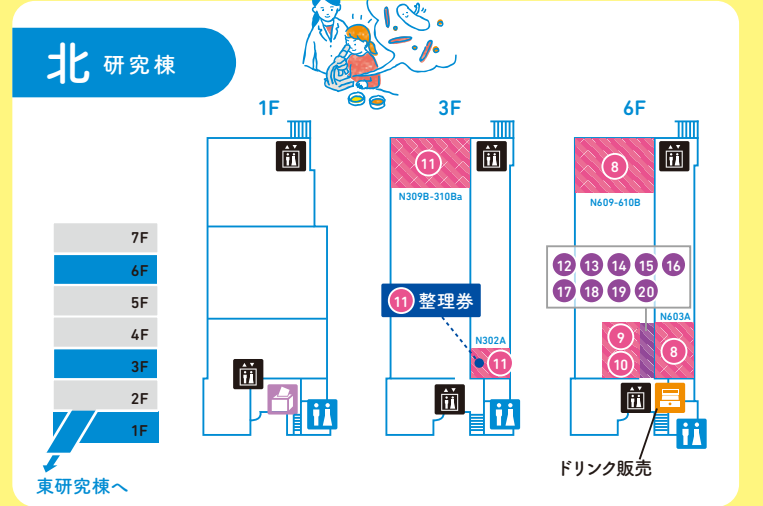 北 研究棟
1F
3F
6F
11
N309B-310Ba
8
N609-610B
7F
6F
5F
4F
3F
2F
1F
東研究棟へ
11 整理券
N302A
11
12 13 14 15 16
17 18 19 20
N603A
9
10
8
ドリンク販売